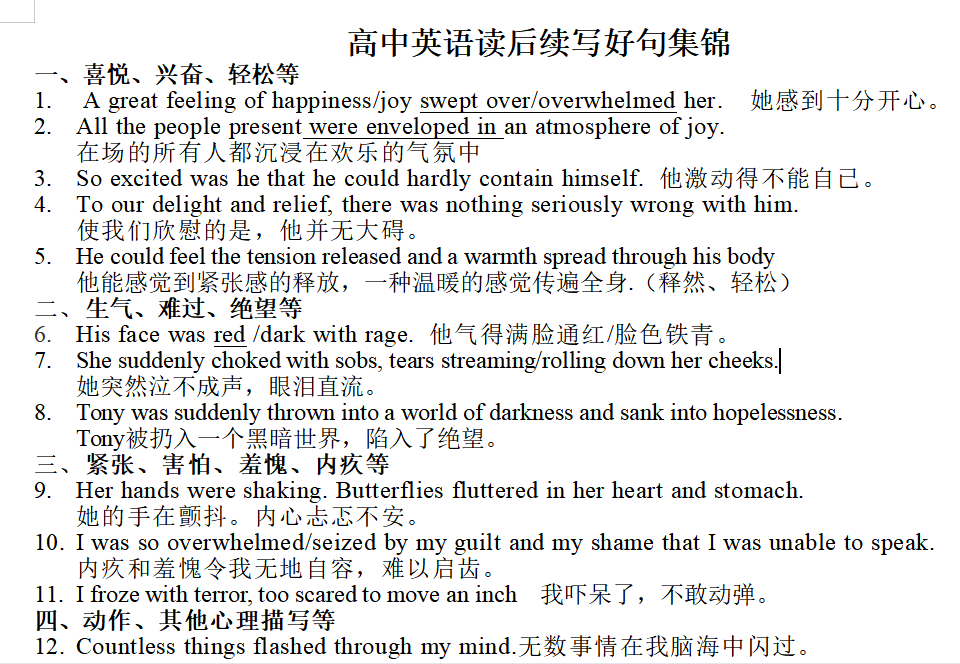 高中英语读后续写好句集锦
一、喜悦、兴奋、轻松等
1. A great feeling of happiness/joy swept over/overwhelmed her. 她感到十分开心。
2. All the people present were enveloped in an atmosphere of joy.
在场的所有人都沉浸在欢乐的气氛中
3. So excited was he that he could hardly contain himself. 他激动得不能自己。
4. To our delight and relief, there was nothing seriously wrong with him.
使我们欣慰的是，他并无大碍。
5. He could feel the tension released and a warmth spread through his body
他能感觉到紧张感的释放，一种温暖的感觉传遍全身.（释然、轻松）
二、生气、难过、绝望等
6. His face was red /dark with rage. 他气得满脸通红/脸色铁青。
7. She suddenly choked with sobs, tears streaming/rolling down her cheeks.
她突然泣不成声，眼泪直流。
8. Tony was suddenly thrown into a world of darkness and sank into hopelessness.
Tony被扔入一个黑暗世界，陷入了绝望。
三、紧张、害怕、羞愧、内疚等
9. Her hands were shaking. Butterflies fluttered in her heart and stomach.
她的手在颤抖。内心忐忑不安。
10. I was so overwhelmed/seized by my guilt and my shame that I was unable to speak.
内疚和羞愧令我无地自容，难以启齿。
11. I froze with terror, too scared to move an inch 我吓呆了，不敢动弹。
四、动作、其他心理描写等
12. Countless things flashed through my mind.无数事情在我脑海中闪过。